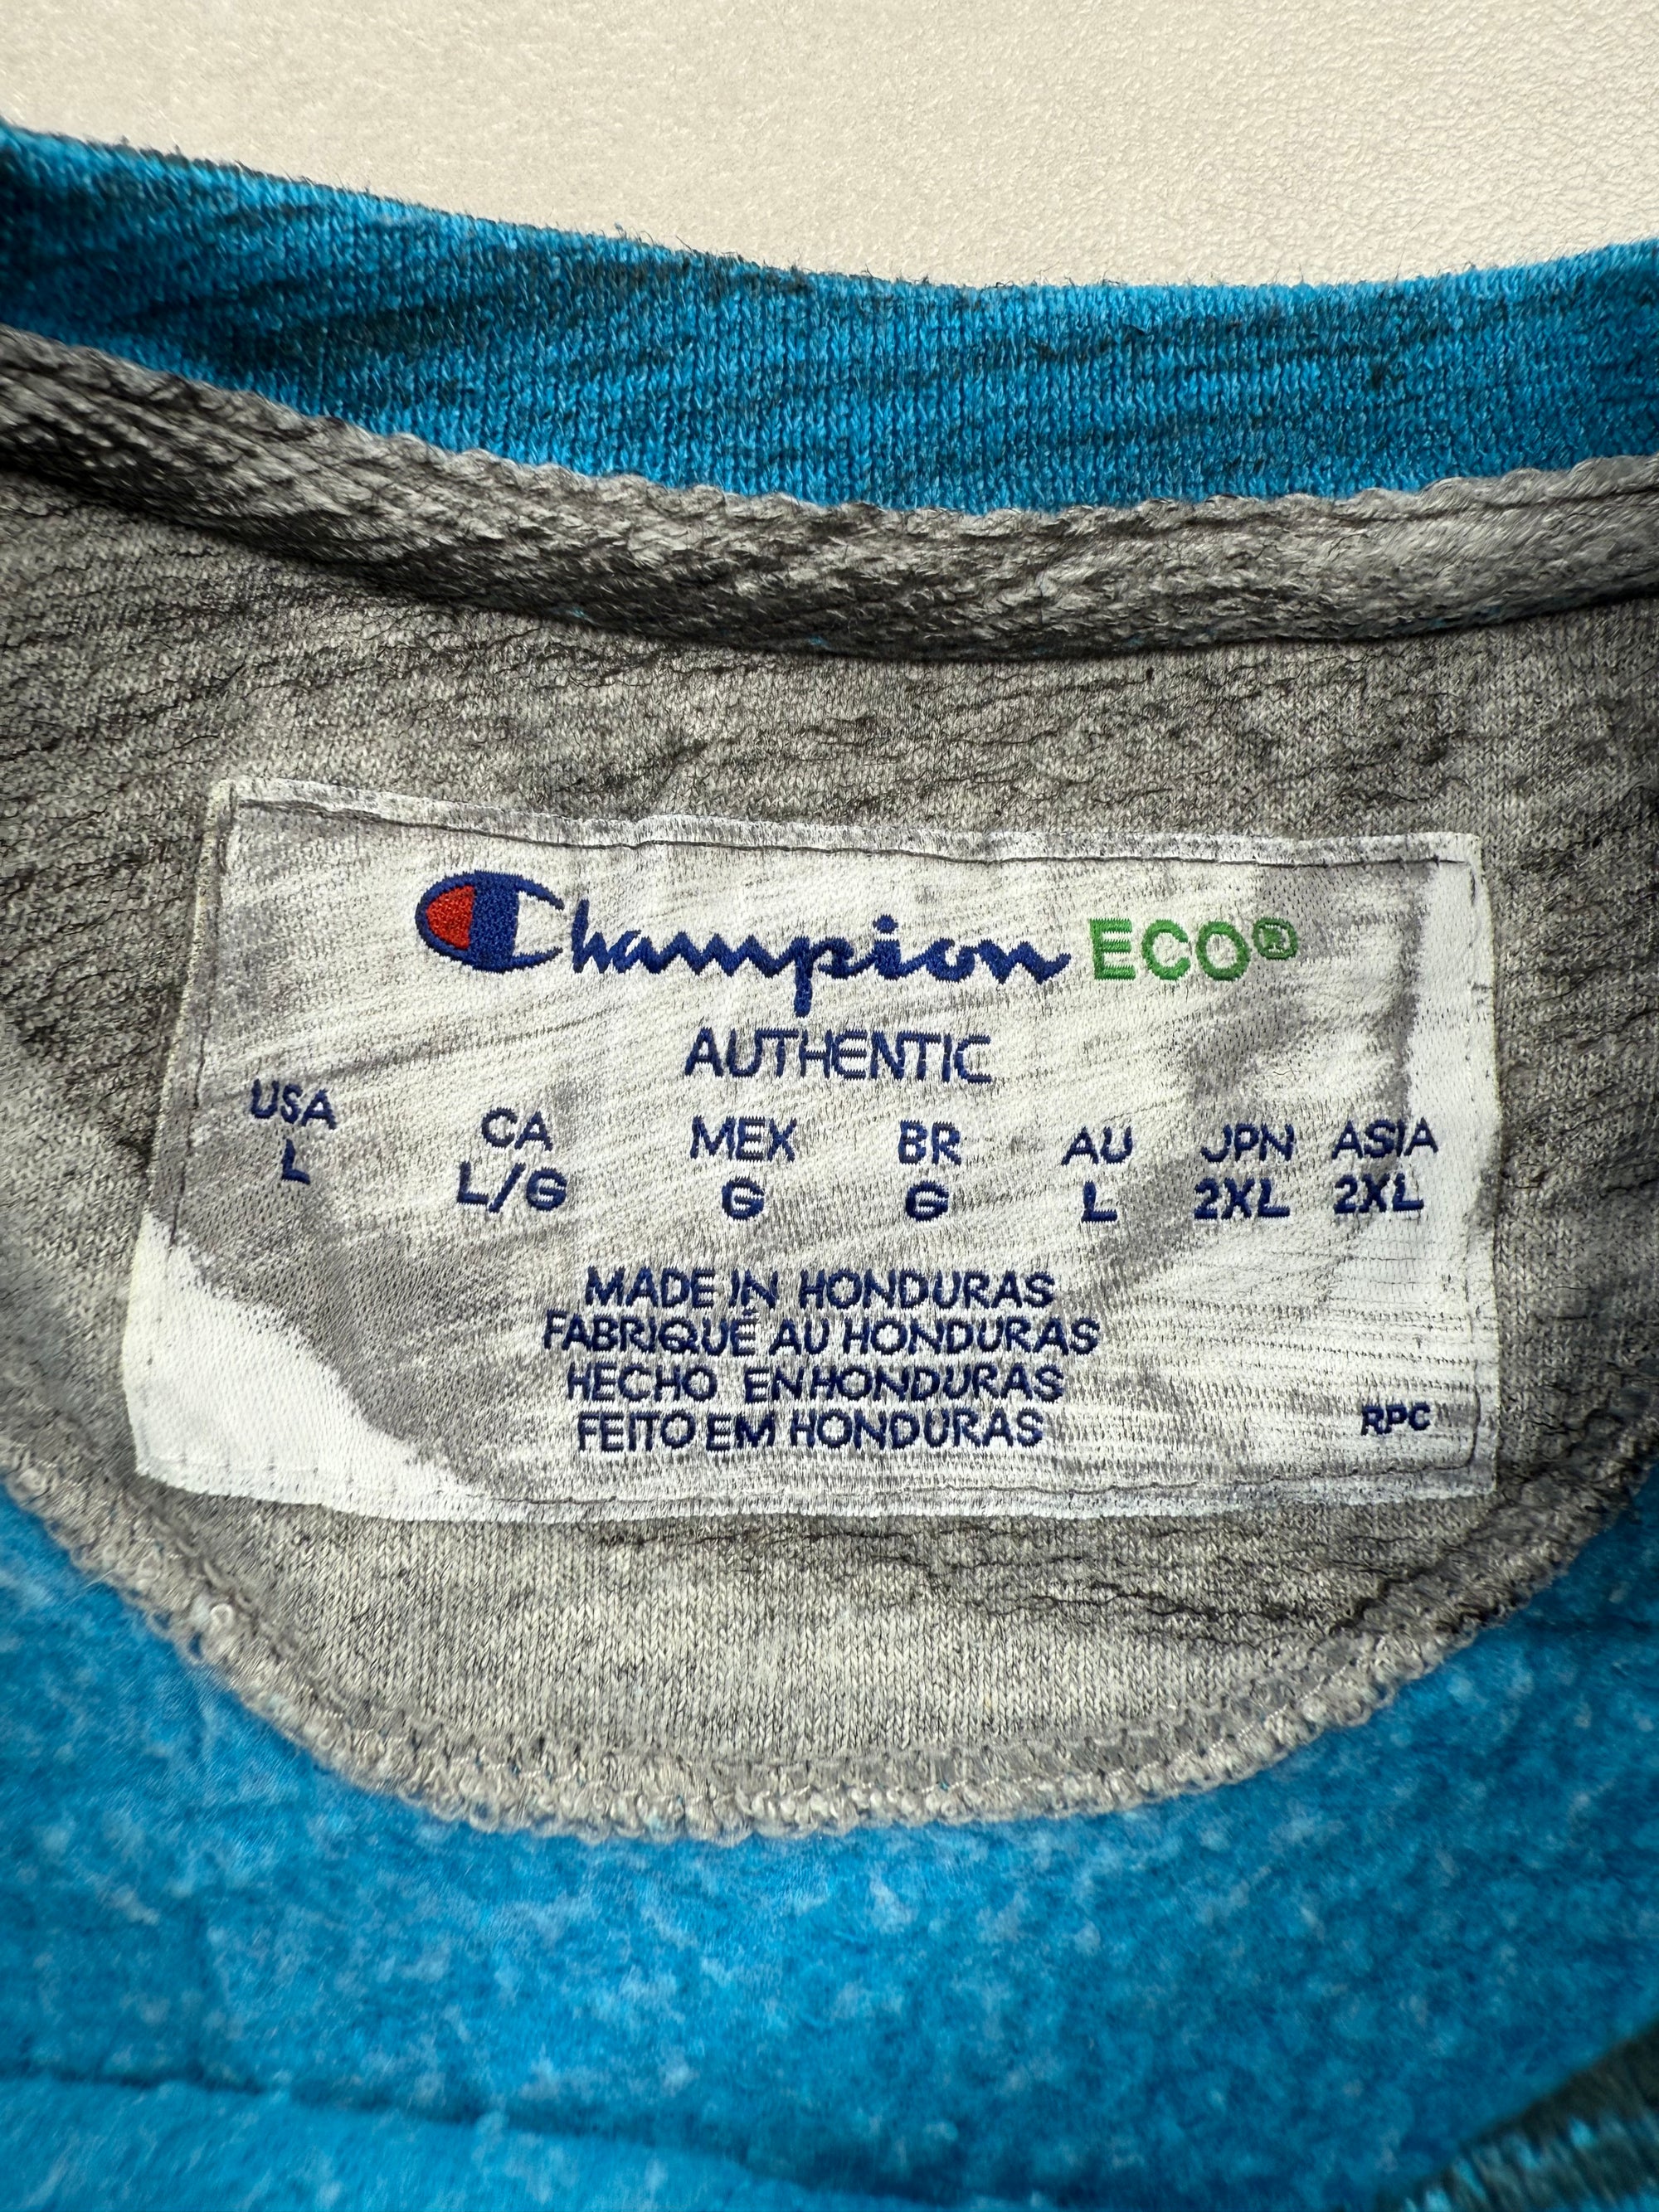 Champion ECO®
AUTHENTIC
USA CA MEX BR AU JPN ASIA
L L/G G G L 2XL 2XL
MADE IN HONDURAS
FABRIQUÉ AU HONDURAS
HECHO EN HONDURAS
FEITO EM HONDURAS
RPC